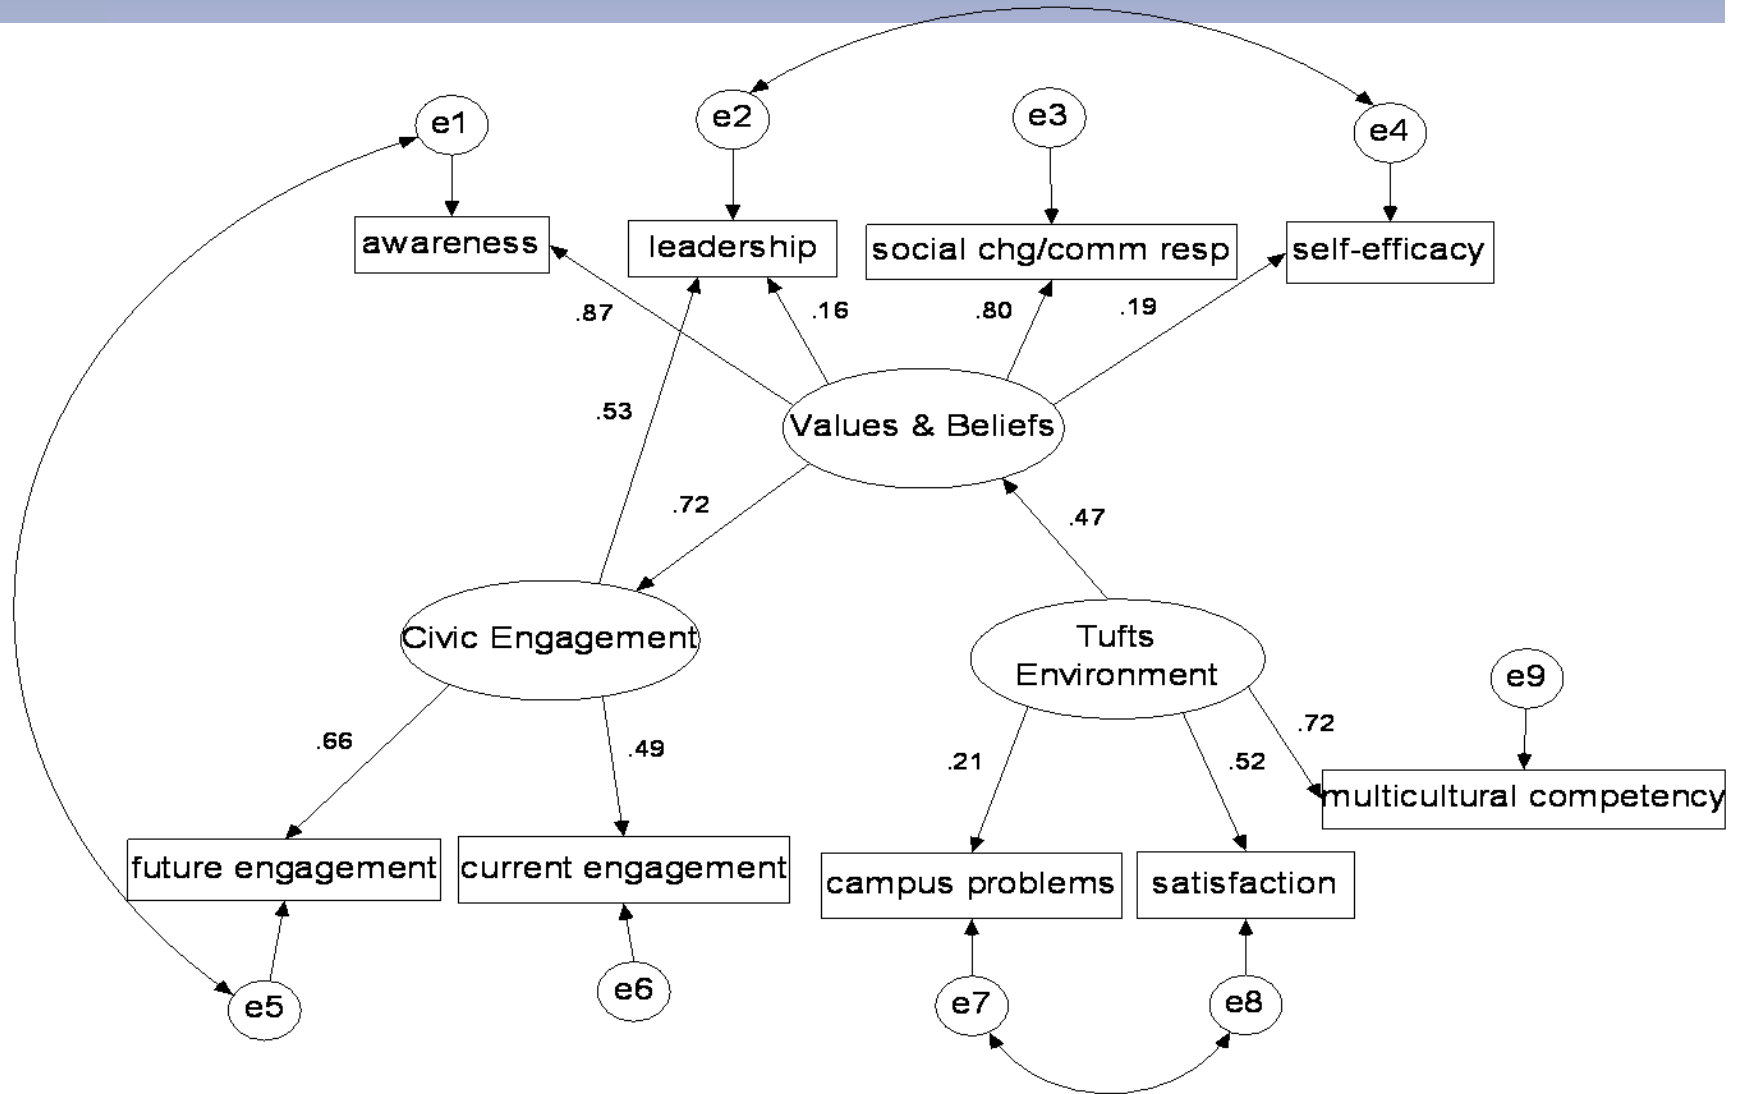 e1
e2
e3
e4
awareness
leadership
social chg/comm resp
self-efficacy
.87
.16
.80
.19
.53
Values & Beliefs
.72
.47
Civic Engagement
Tufts
Environment
e9
.66
.49
.21
.52
.72
multicultural competency
future engagement
current engagement
campus problems
satisfaction
e5
e6
e7
e8